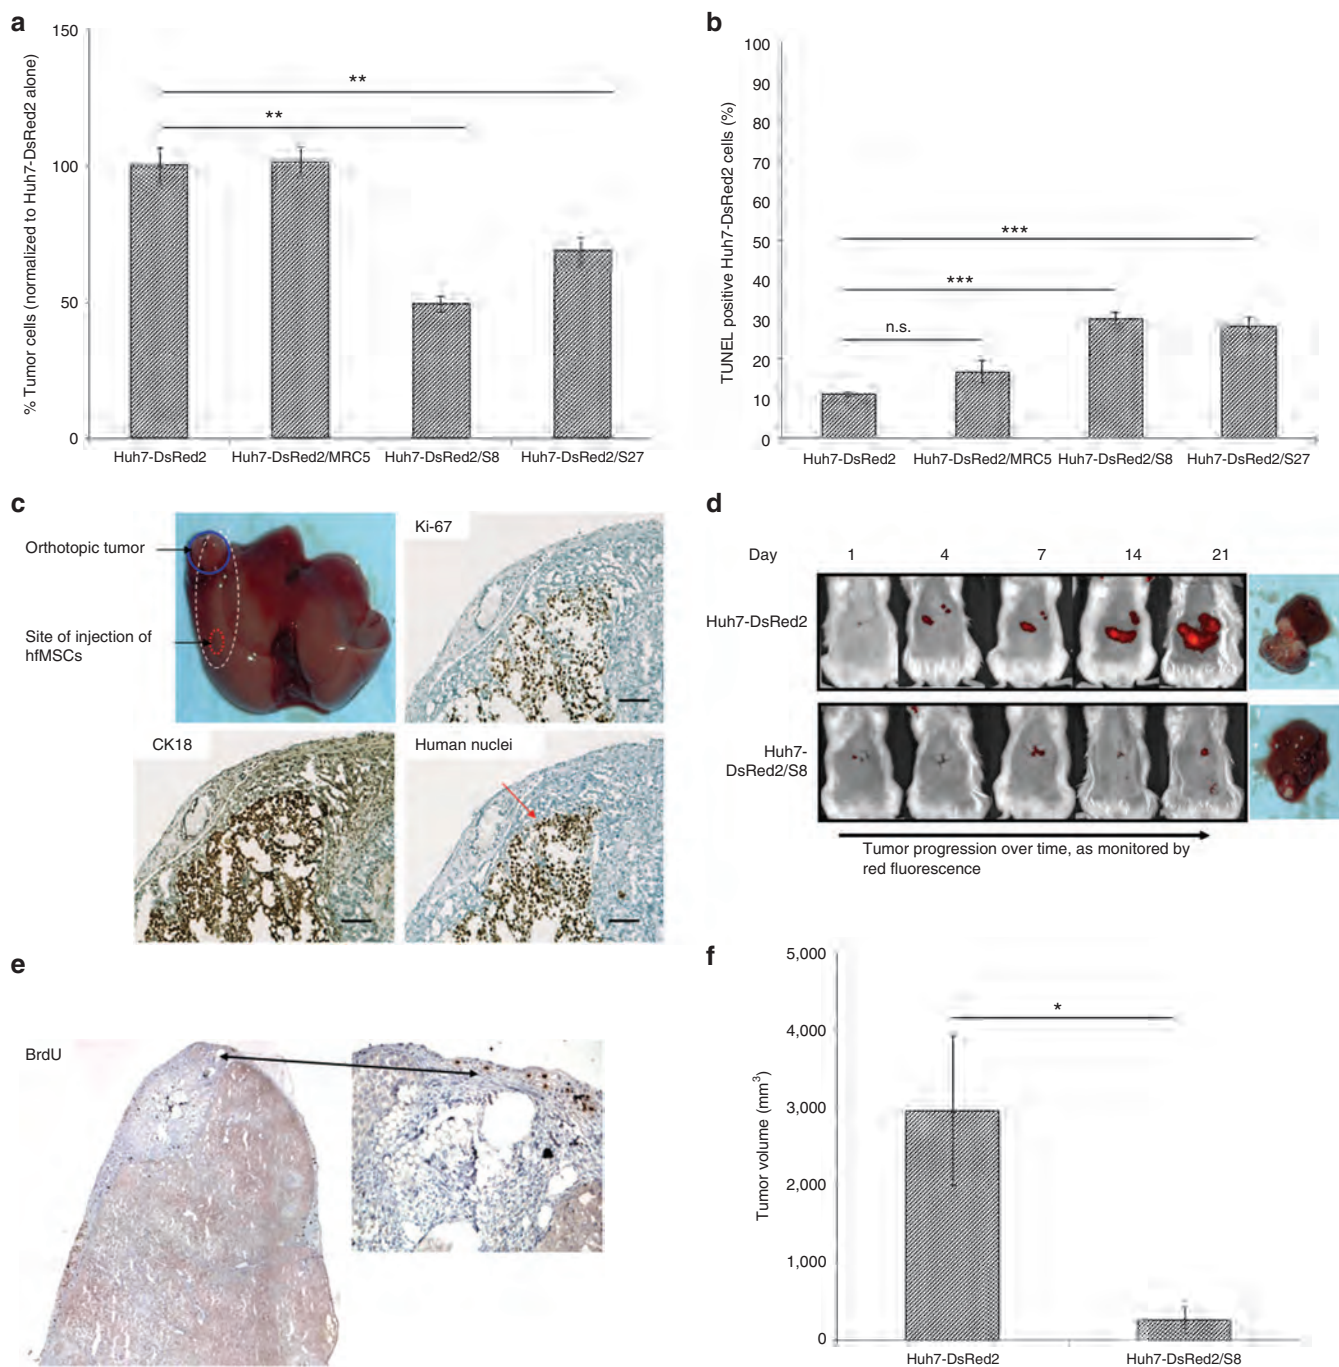 a
% Tumor cells (normalized to Huh7-DsRed2 alone)
150
100
50
0
**
**
Huh7-DsRed2
Huh7-DsRed2/MRC5
Huh7-DsRed2/S8
Huh7-DsRed2/S27
b
TUNEL positive Huh7-DsRed2 cells (%)
100
90
80
70
60
50
40
30
20
10
0
***
***
n.s.
Huh7-DsRed2
Huh7-DsRed2/MRC5
Huh7-DsRed2/S8
Huh7-DsRed2/S27
c
Orthotopic tumor
Site of injection of
hfMSCs
Ki-67
CK18
Human nuclei
d
Day 1 4 7 14 21
Huh7-DsRed2
Huh7-
DsRed2/S8
Tumor progression over time, as monitored by
red fluorescence
e
BrdU
f
Tumor volume (mm³)
5,000
4,000
3,000
2,000
1,000
0
*
Huh7-DsRed2
Huh7-DsRed2/S8